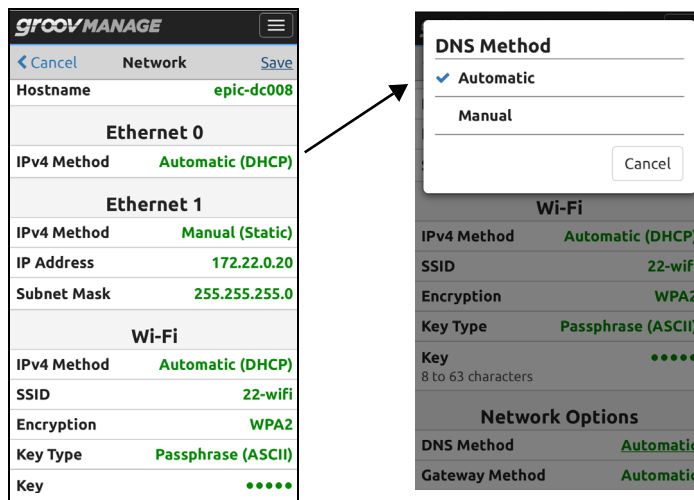 groov MANAGE
Cancel Network Save
Hostname epic-dc008
Ethernet 0
IPv4 Method Automatic (DHCP)
Ethernet 1
IPv4 Method Manual (Static)
IP Address 172.22.0.20
Subnet Mask 255.255.255.0
Wi-Fi
IPv4 Method Automatic (DHCP)
SSID 22-wifi
Encryption WPA2
Key Type Passphrase (ASCII)
Key •••••
DNS Method
Automatic
Manual
Cancel
Wi-Fi
IPv4 Method Automatic (DHCP)
SSID 22-wif
Encryption WPA2
Key Type Passphrase (ASCII)
Key •••••
8 to 63 characters
Network Options
DNS Method Automatic
Gateway Method Automatic